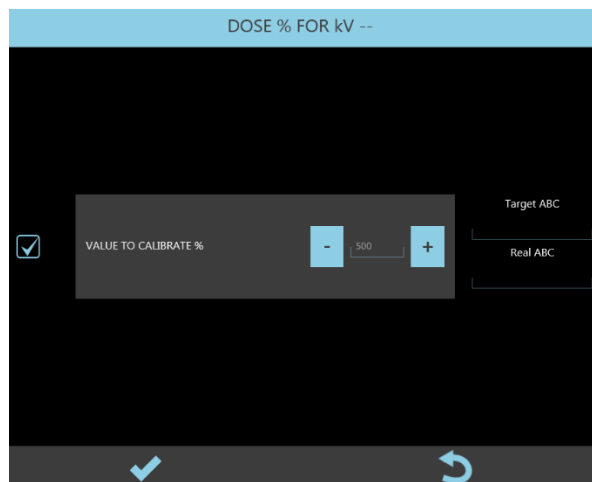 DOSE % FOR kV --
Target ABC
VALUE TO CALIBRATE %
-
500
+
Real ABC